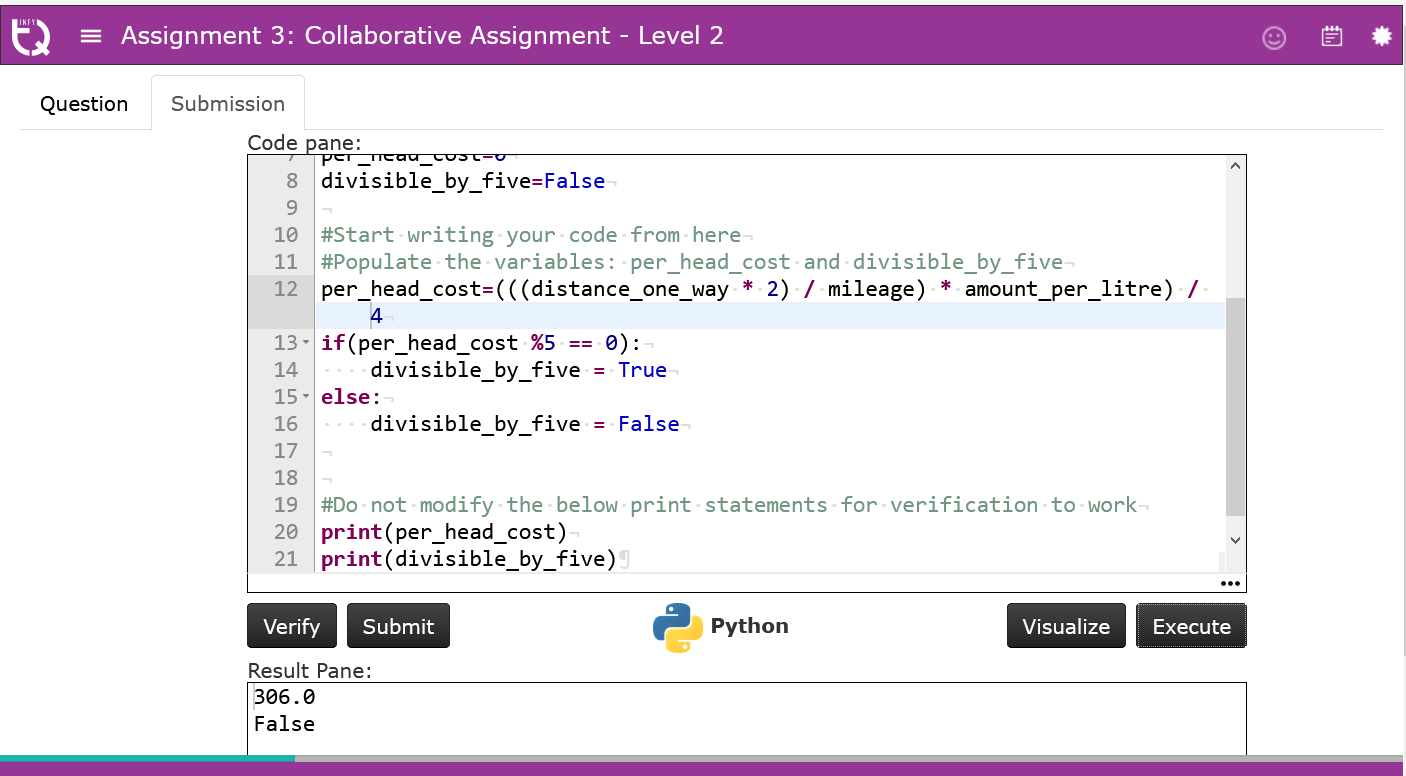 INFY
TQ
Assignment 3: Collaborative Assignment - Level 2
Question Submission
Code pane:
7 per_head_cost=0
8 divisible_by_five=False
9
10 #Start writing your code from here
11 #Populate the variables: per_head_cost and divisible_by_five
12 per_head_cost=(((distance_one_way * 2) / mileage) * amount_per_litre) /
4
13 if(per_head_cost %5 == 0):
14 divisible_by_five = True
15 else:
16 divisible_by_five = False
17
18
19 #Do not modify the below print statements for verification to work
20 print(per_head_cost)
21 print(divisible_by_five)
Verify Submit Python Visualize Execute
Result Pane:
306.0
False